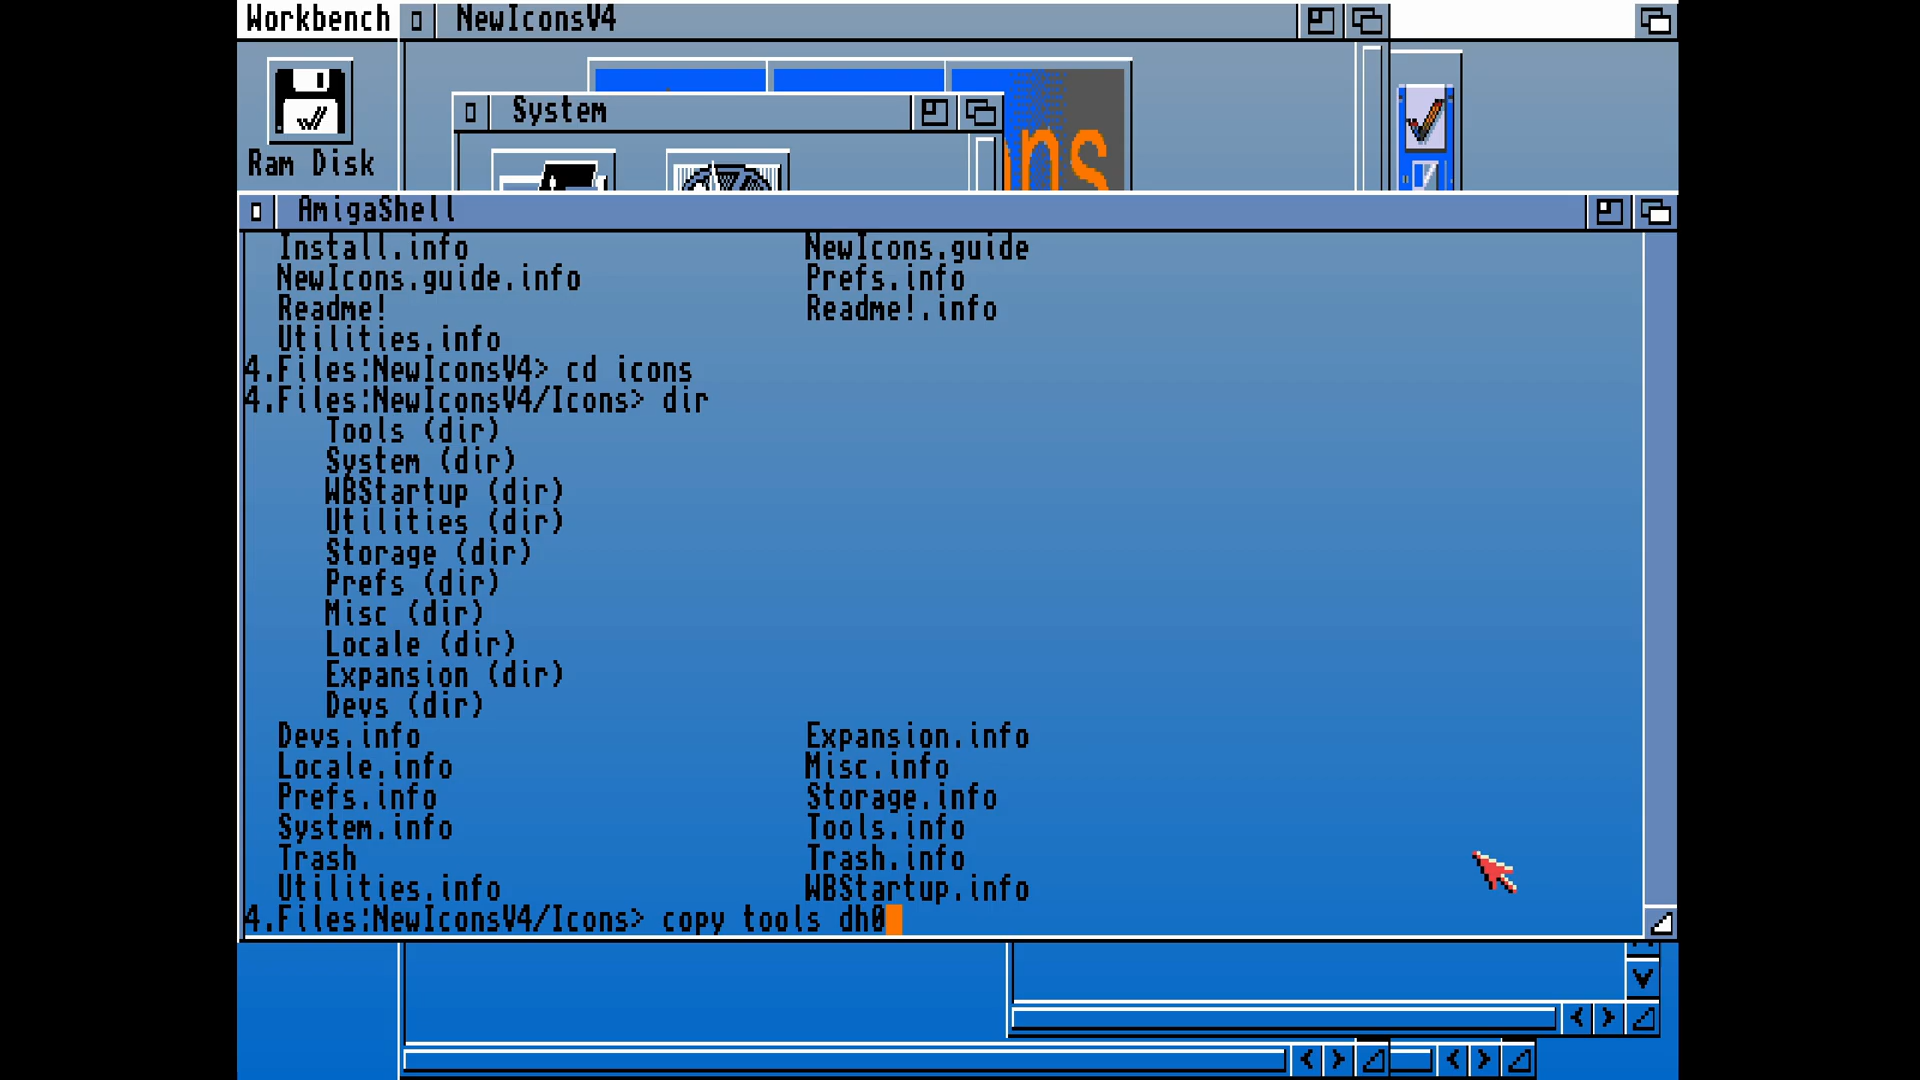 Workbench
NewIconsV4
Ram Disk
System
ns
AmigaShell
Install.info NewIcons.guide
NewIcons.guide.info Prefs.info
Readme! Readme!.info
Utilities.info
4.Files:NewIconsV4> cd icons
4.Files:NewIconsV4/Icons> dir
Tools (dir)
System (dir)
WBStartup (dir)
Utilities (dir)
Storage (dir)
Prefs (dir)
Misc (dir)
Locale (dir)
Expansion (dir)
Devs (dir)
Devs.info Expansion.info
Locale.info Misc.info
Prefs.info Storage.info
System.info Tools.info
Trash Trash.info
Utilities.info WBStartup.info
4.Files:NewIconsV4/Icons> copy tools dh0